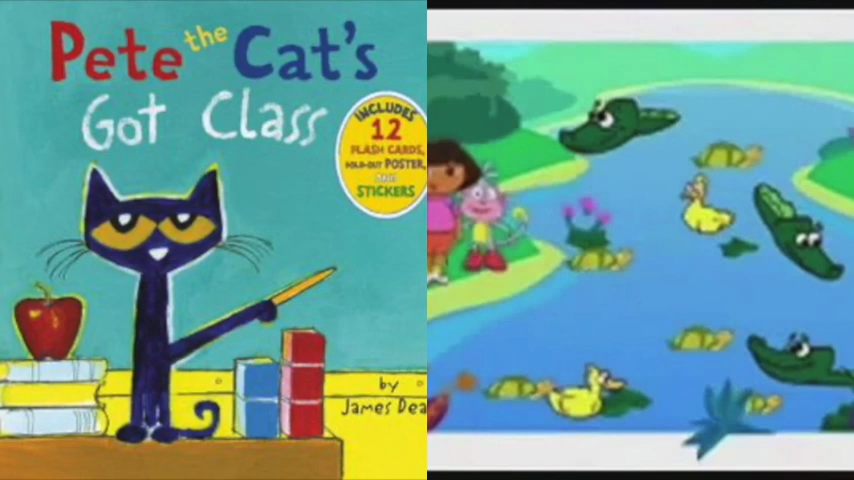 Pete the Cat's
Got Class
INCLUDES
12
FLASH CARDS,
FOLD-OUT POSTER,
AND
STICKERS
by
James Dea